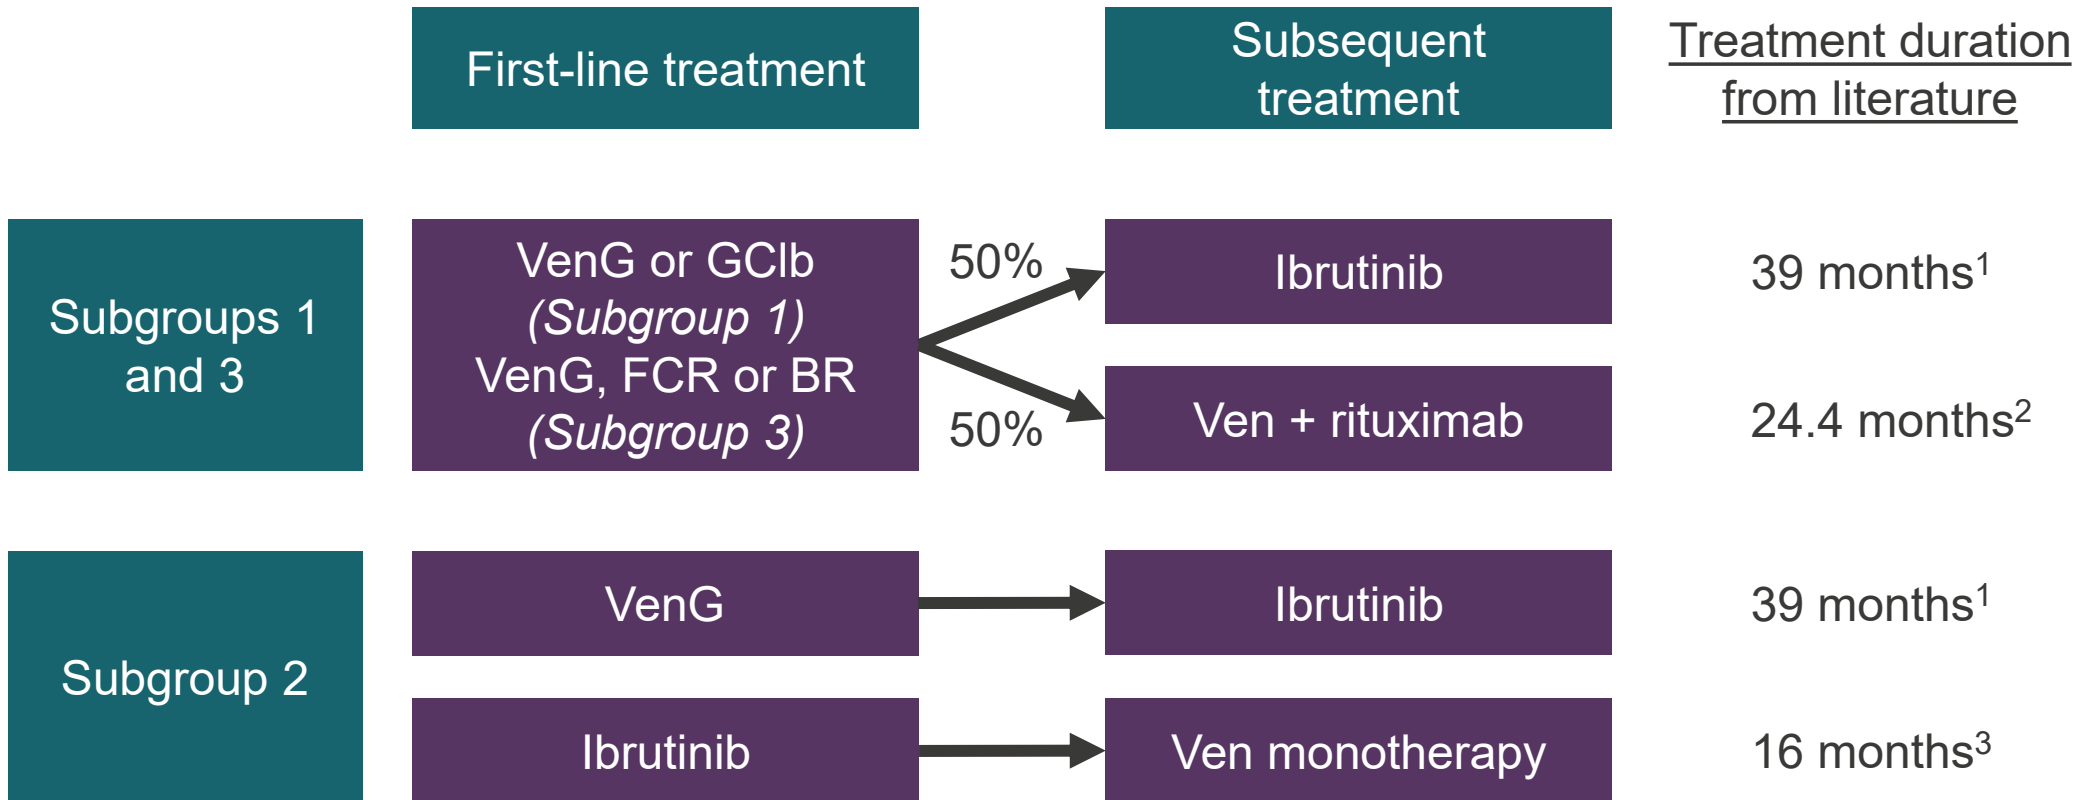 First-line treatment
Subsequent
treatment
Treatment duration
from literature
Subgroups 1
and 3
VenG or GClb
(Subgroup 1)
VenG, FCR or BR
(Subgroup 3)
50%
50%
Ibrutinib
39 months¹
Ven + rituximab
24.4 months²
Subgroup 2
VenG
Ibrutinib
39 months¹
Ibrutinib
Ven monotherapy
16 months³